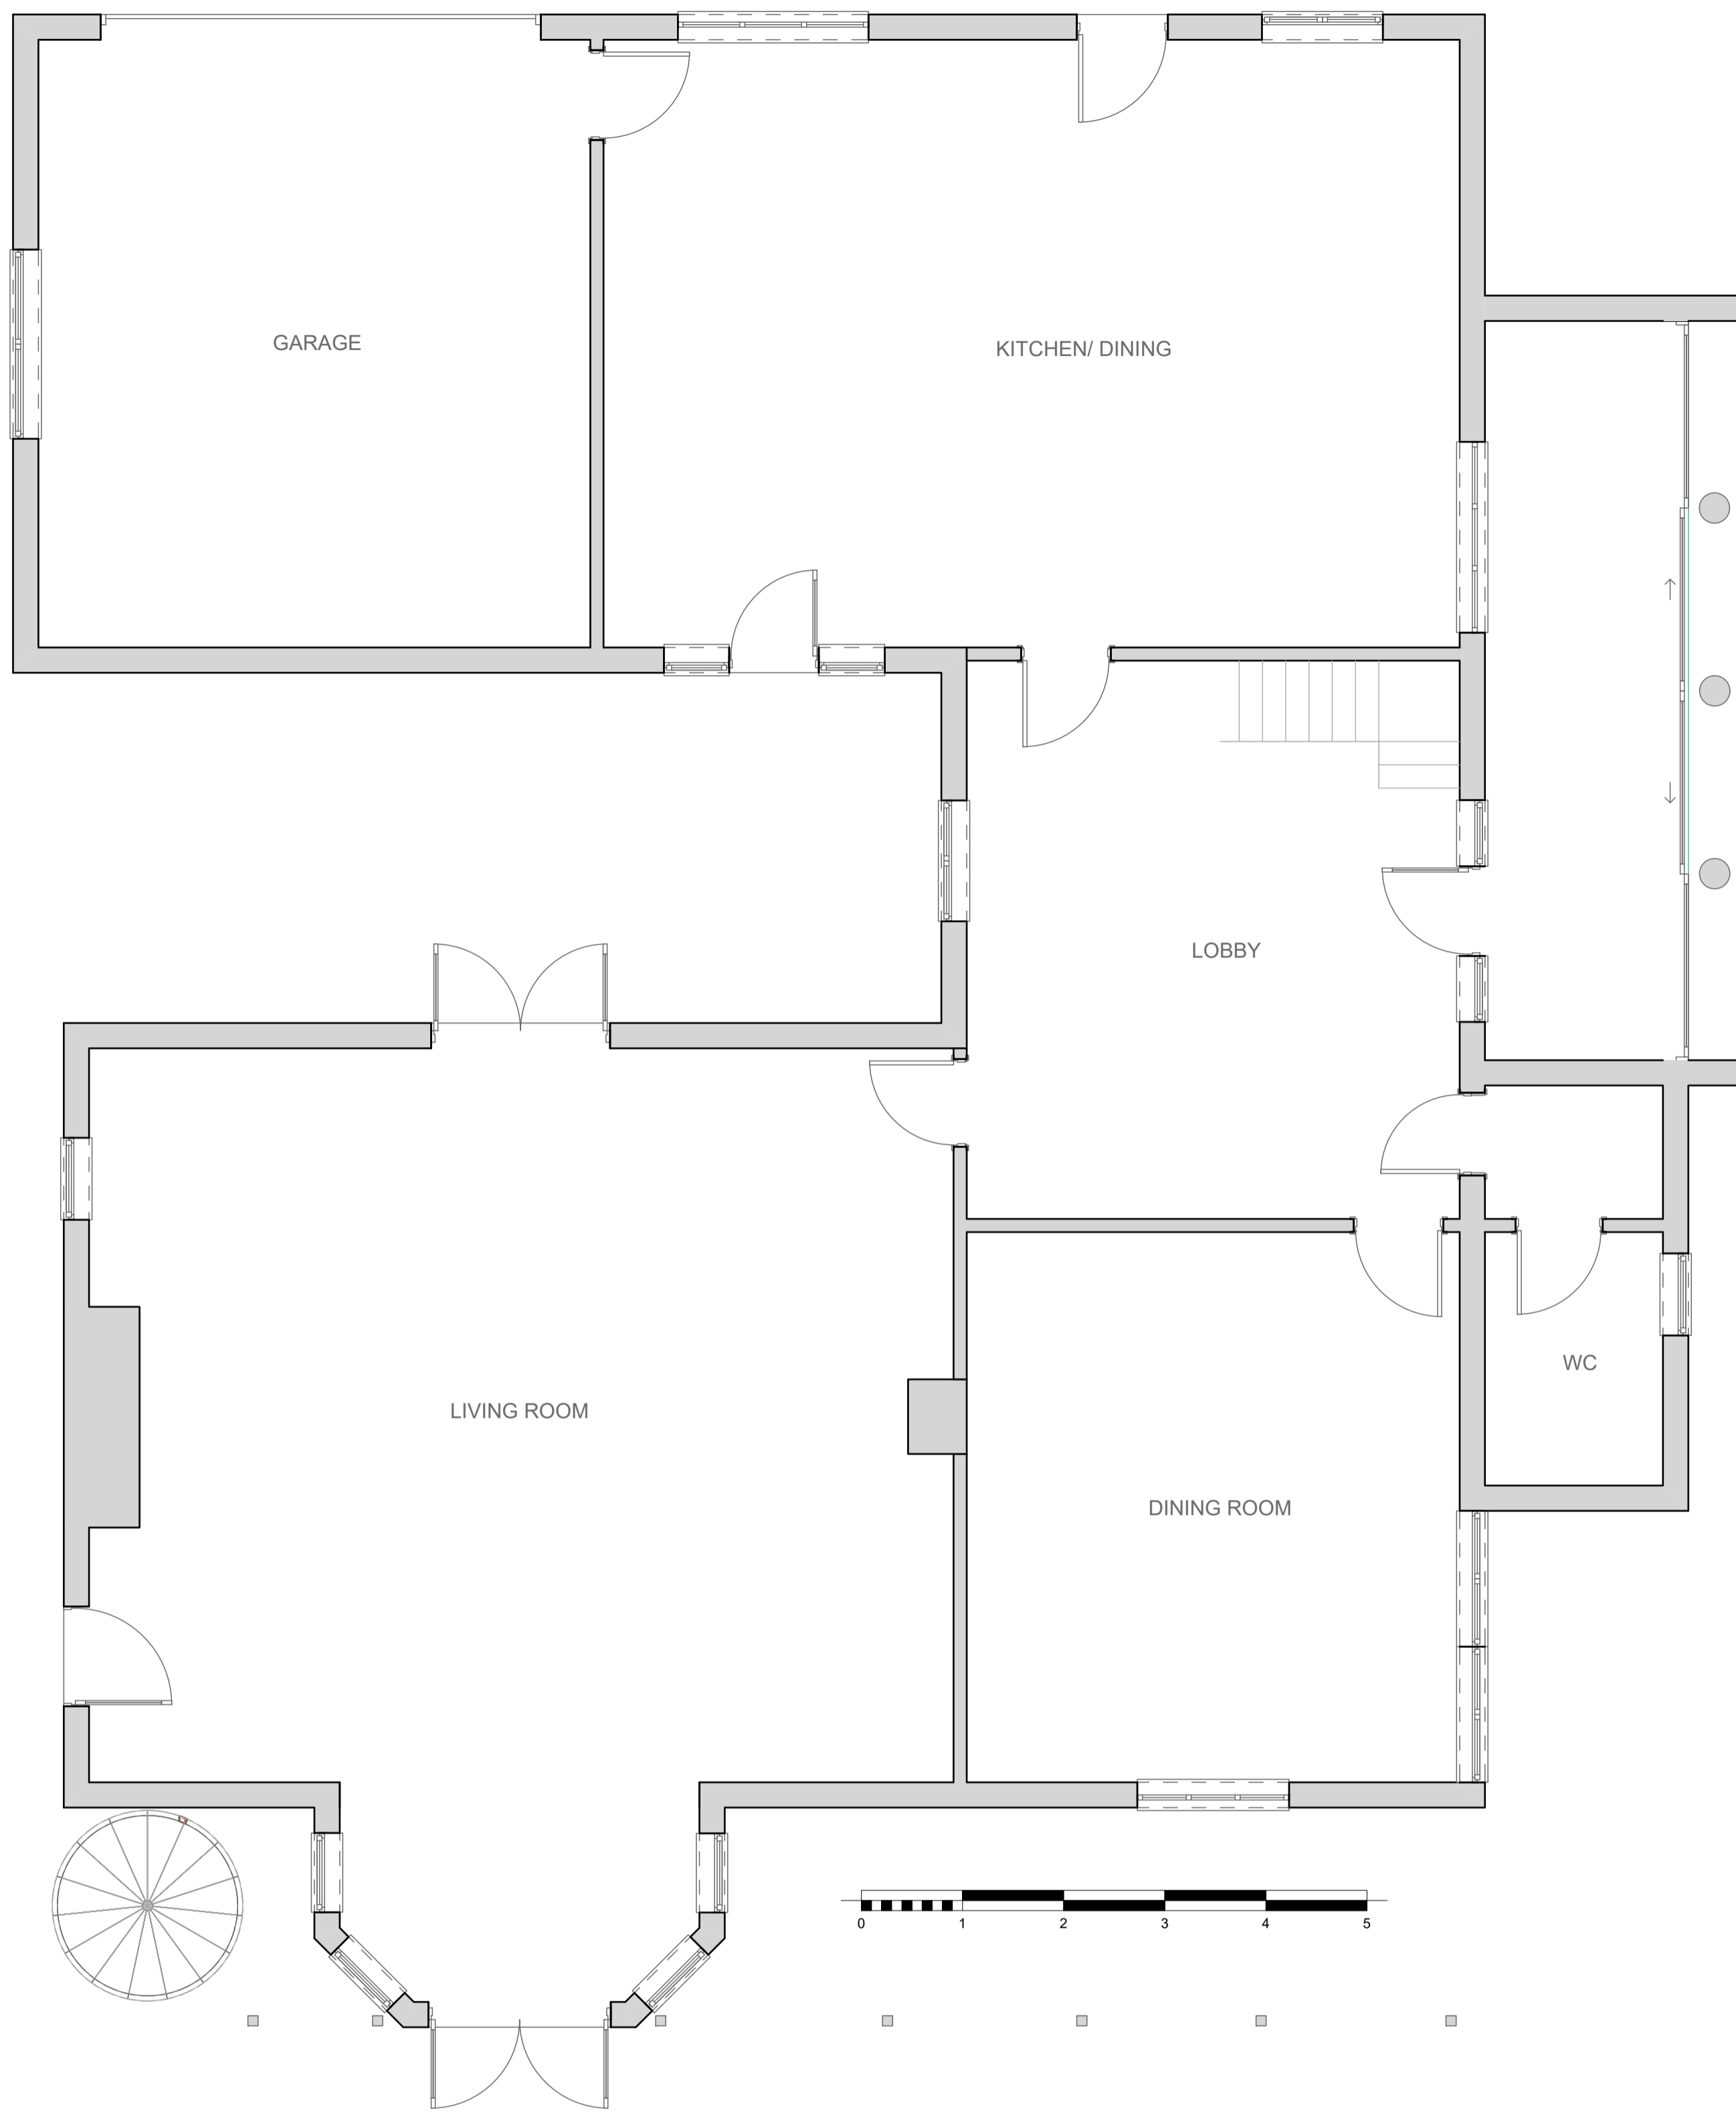 GARAGE
KITCHEN/ DINING
LOBBY
WC
LIVING ROOM
DINING ROOM
0 1 2 3 4 5